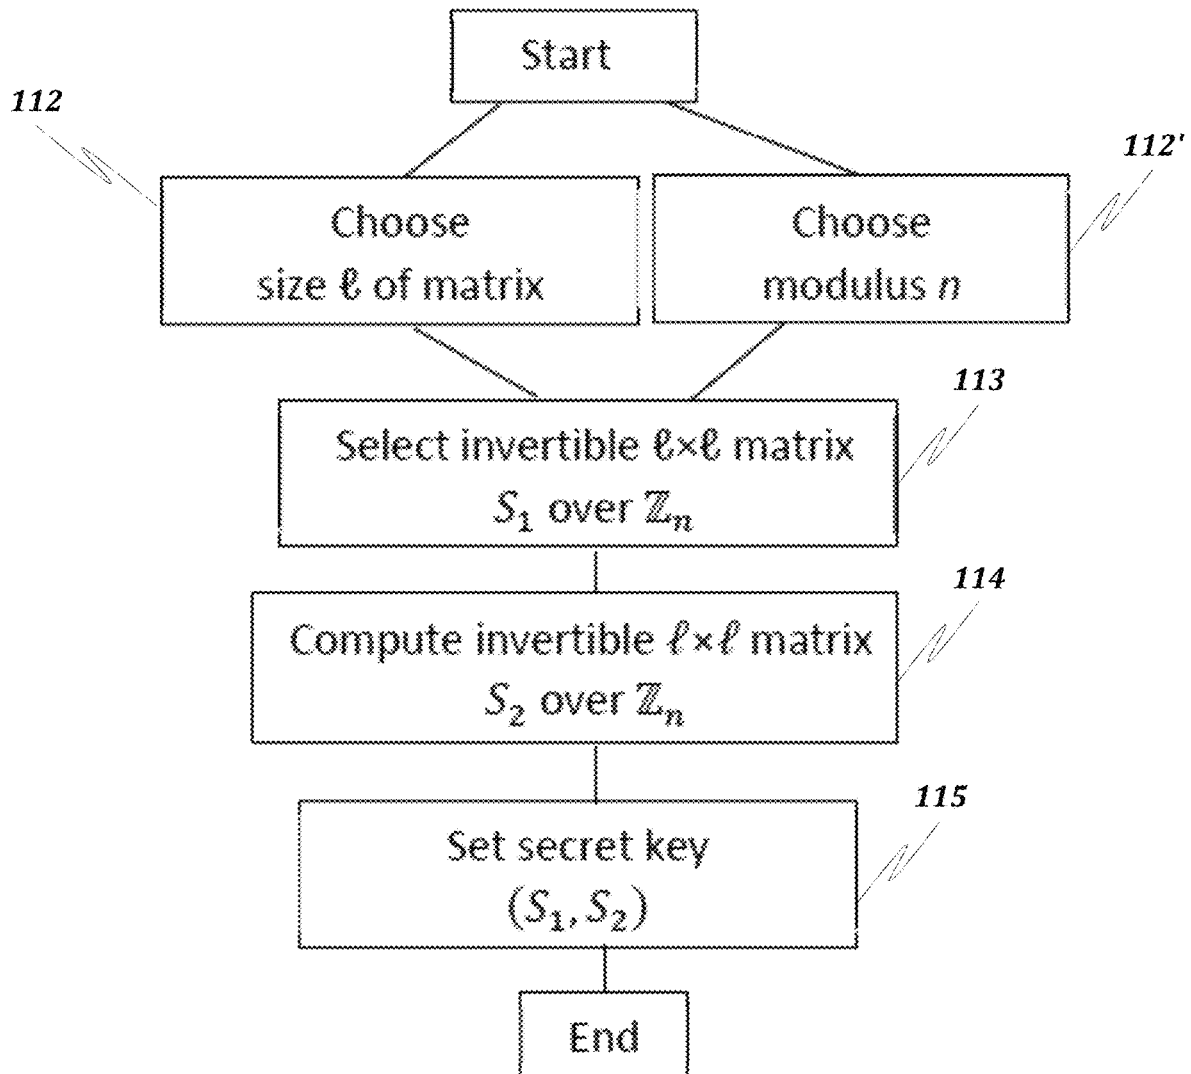 Start
112
112'
Choose
size ℓ of matrix
Choose
modulus n
113
Select invertible ℓ×ℓ matrix
S₁ over ℤₙ
114
Compute invertible ℓ×ℓ matrix
S₂ over ℤₙ
115
Set secret key
(S₁, S₂)
End